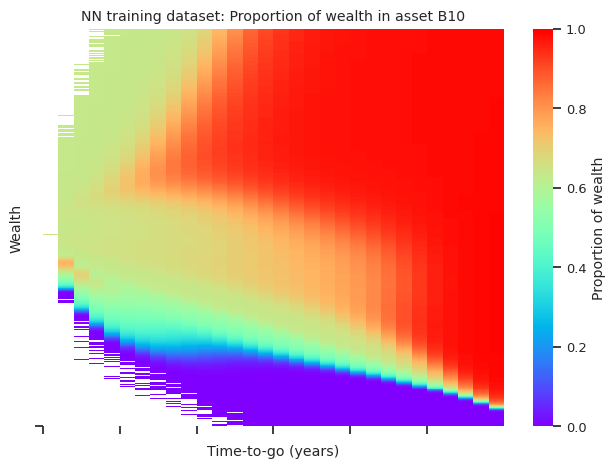 NN training dataset: Proportion of wealth in asset B10
Wealth
Time-to-go (years)
1.0
0.8
0.6
0.4
0.2
0.0
Proportion of wealth